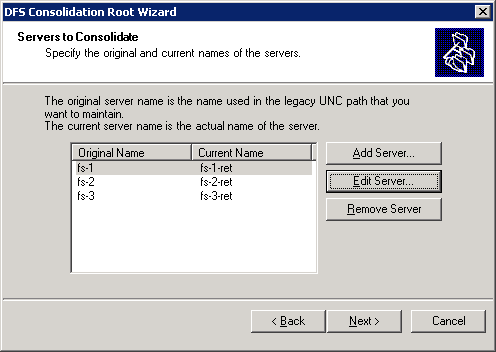 DFS Consolidation Root Wizard
Servers to Consolidate
Specify the original and current names of the servers.
The original server name is the name used in the legacy UNC path that you
want to maintain.
The current server name is the actual name of the server.
Original Name Current Name
fs-1 fs-1-ret
fs-2 fs-2-ret
fs-3 fs-3-ret
Add Server...
Edit Server...
Remove Server
< Back Next > Cancel